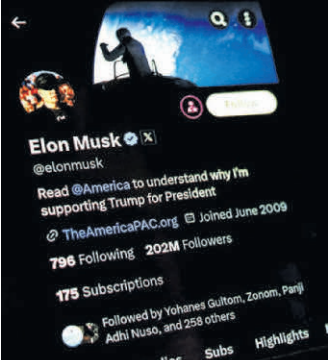 Elon Musk
@elonmusk
Read @America to understand why I'm
supporting Trump for President
TheAmericaPAC.org Joined June 2009
796 Following 202M Followers
175 Subscriptions
Followed by Yohanes Gultom, Zonom, Panji
Adhi Nuso, and 258 others
Subs Highlights